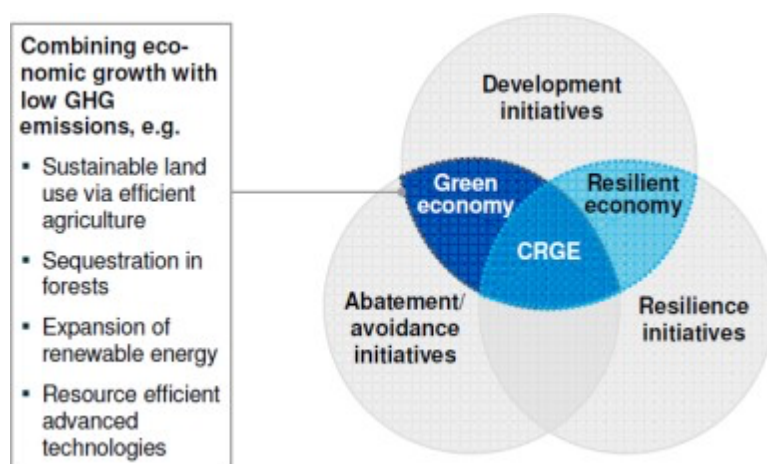 Combining eco-
nomic growth with
low GHG
emissions, e.g.
▪ Sustainable land
use via efficient
agriculture
▪ Sequestration in
forests
▪ Expansion of
renewable energy
▪ Resource efficient
advanced
technologies
Development
initiatives
Green
economy
Resilient
economy
CRGE
Abatement/
avoidance
initiatives
Resilience
initiatives